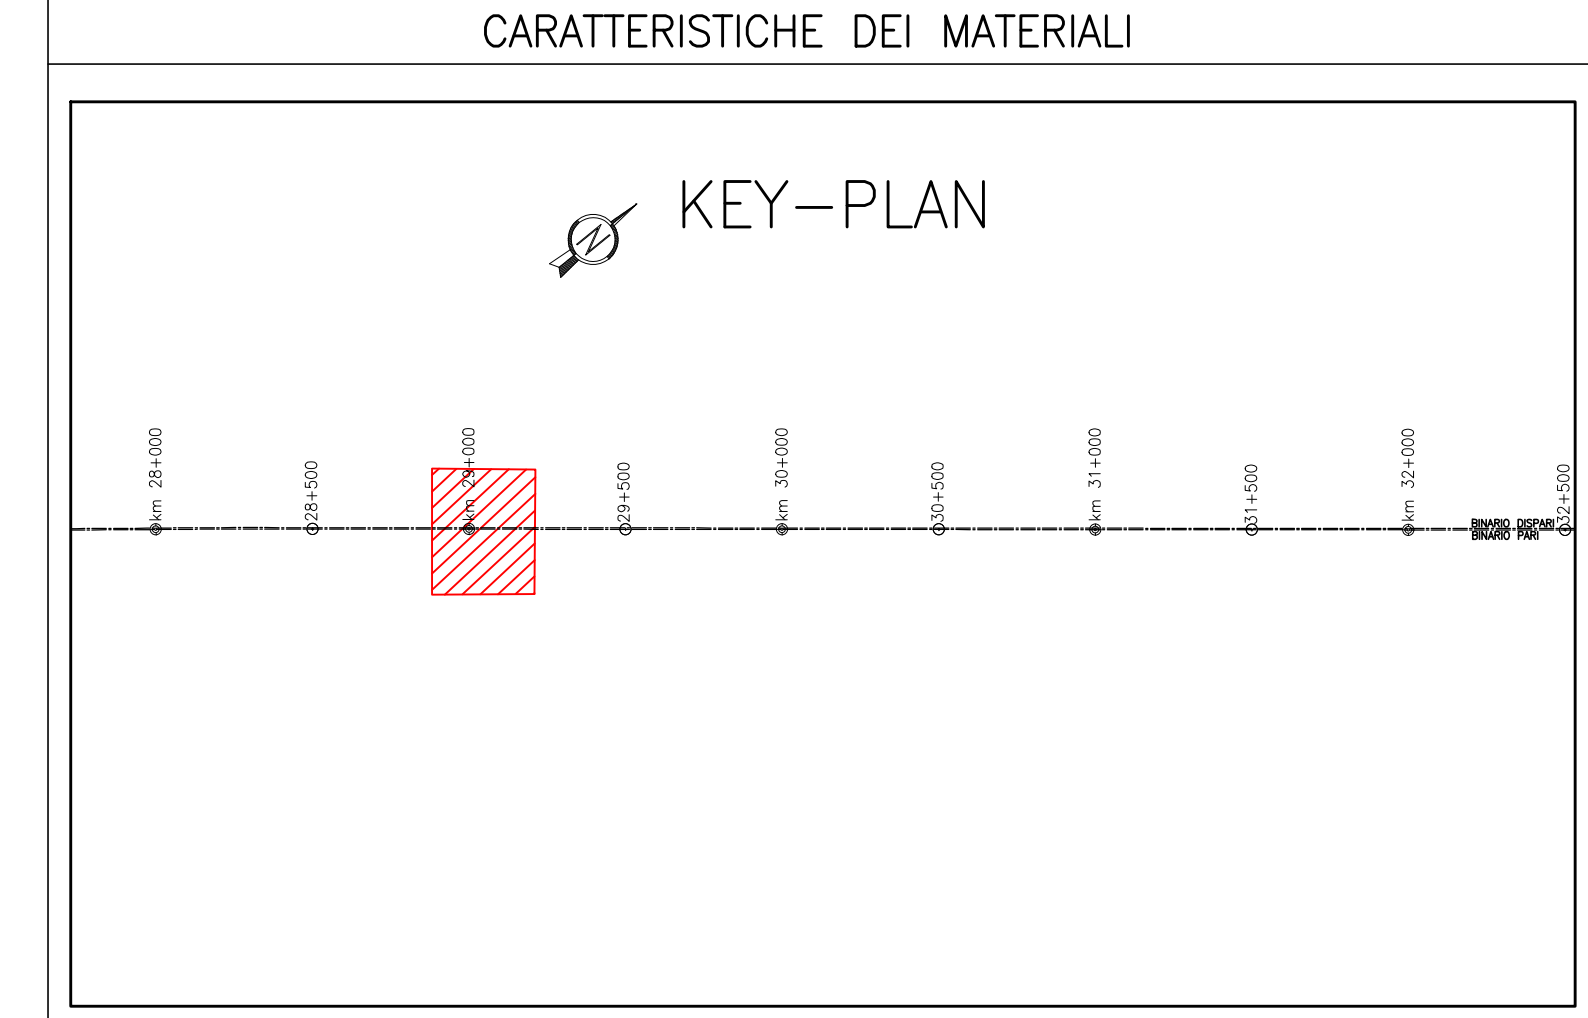 CARATTERISTICHE DEI MATERIALI
KEY-PLAN
N
km 28+000
28+500
km 29+000
29+500
km 30+000
30+500
km 31+000
31+500
km 32+000
32+500
BINARIO DISPARI
BINARIO PARI